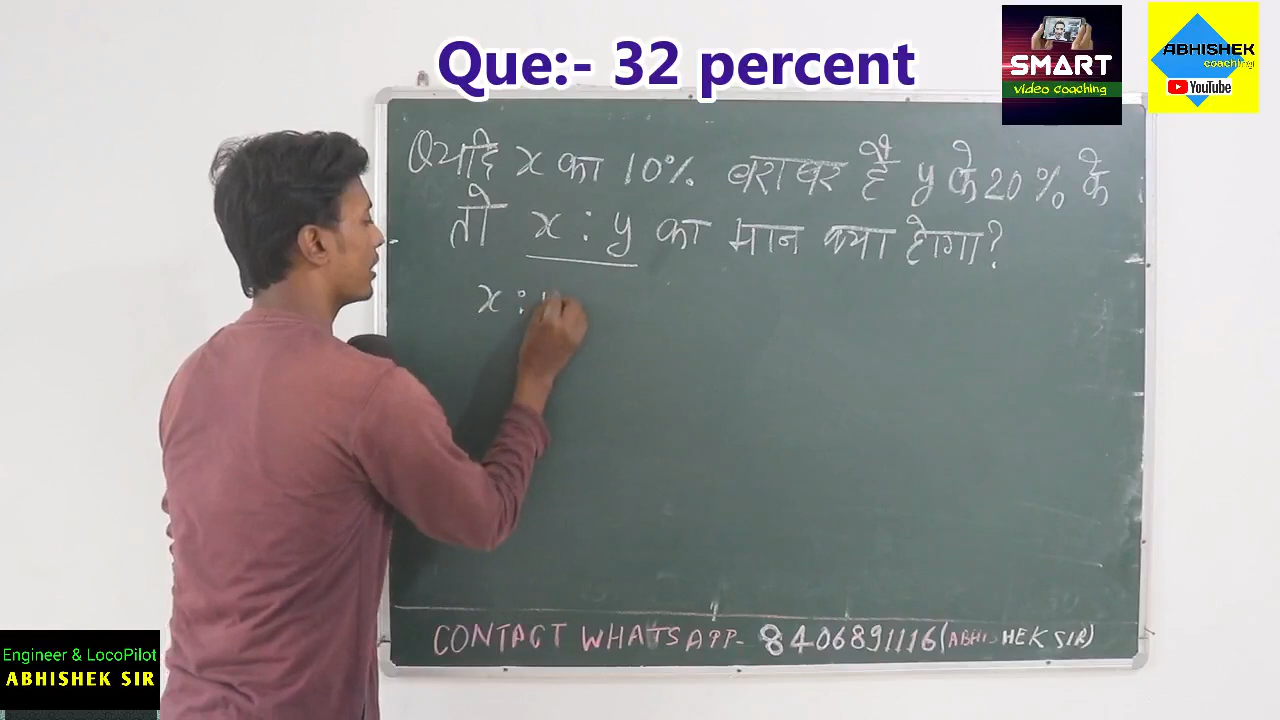 Que:- 32 percent
SMART
video coaching
ABHISHEK
coaching
YouTube
Q यदि x का 10% बराबर है y के 20% के
तो x : y का मान क्या होगा?
x :
CONTACT WHATSAPP- 8406891116 (ABHISHEK SIR)
Engineer & LocoPilot
ABHISHEK SIR